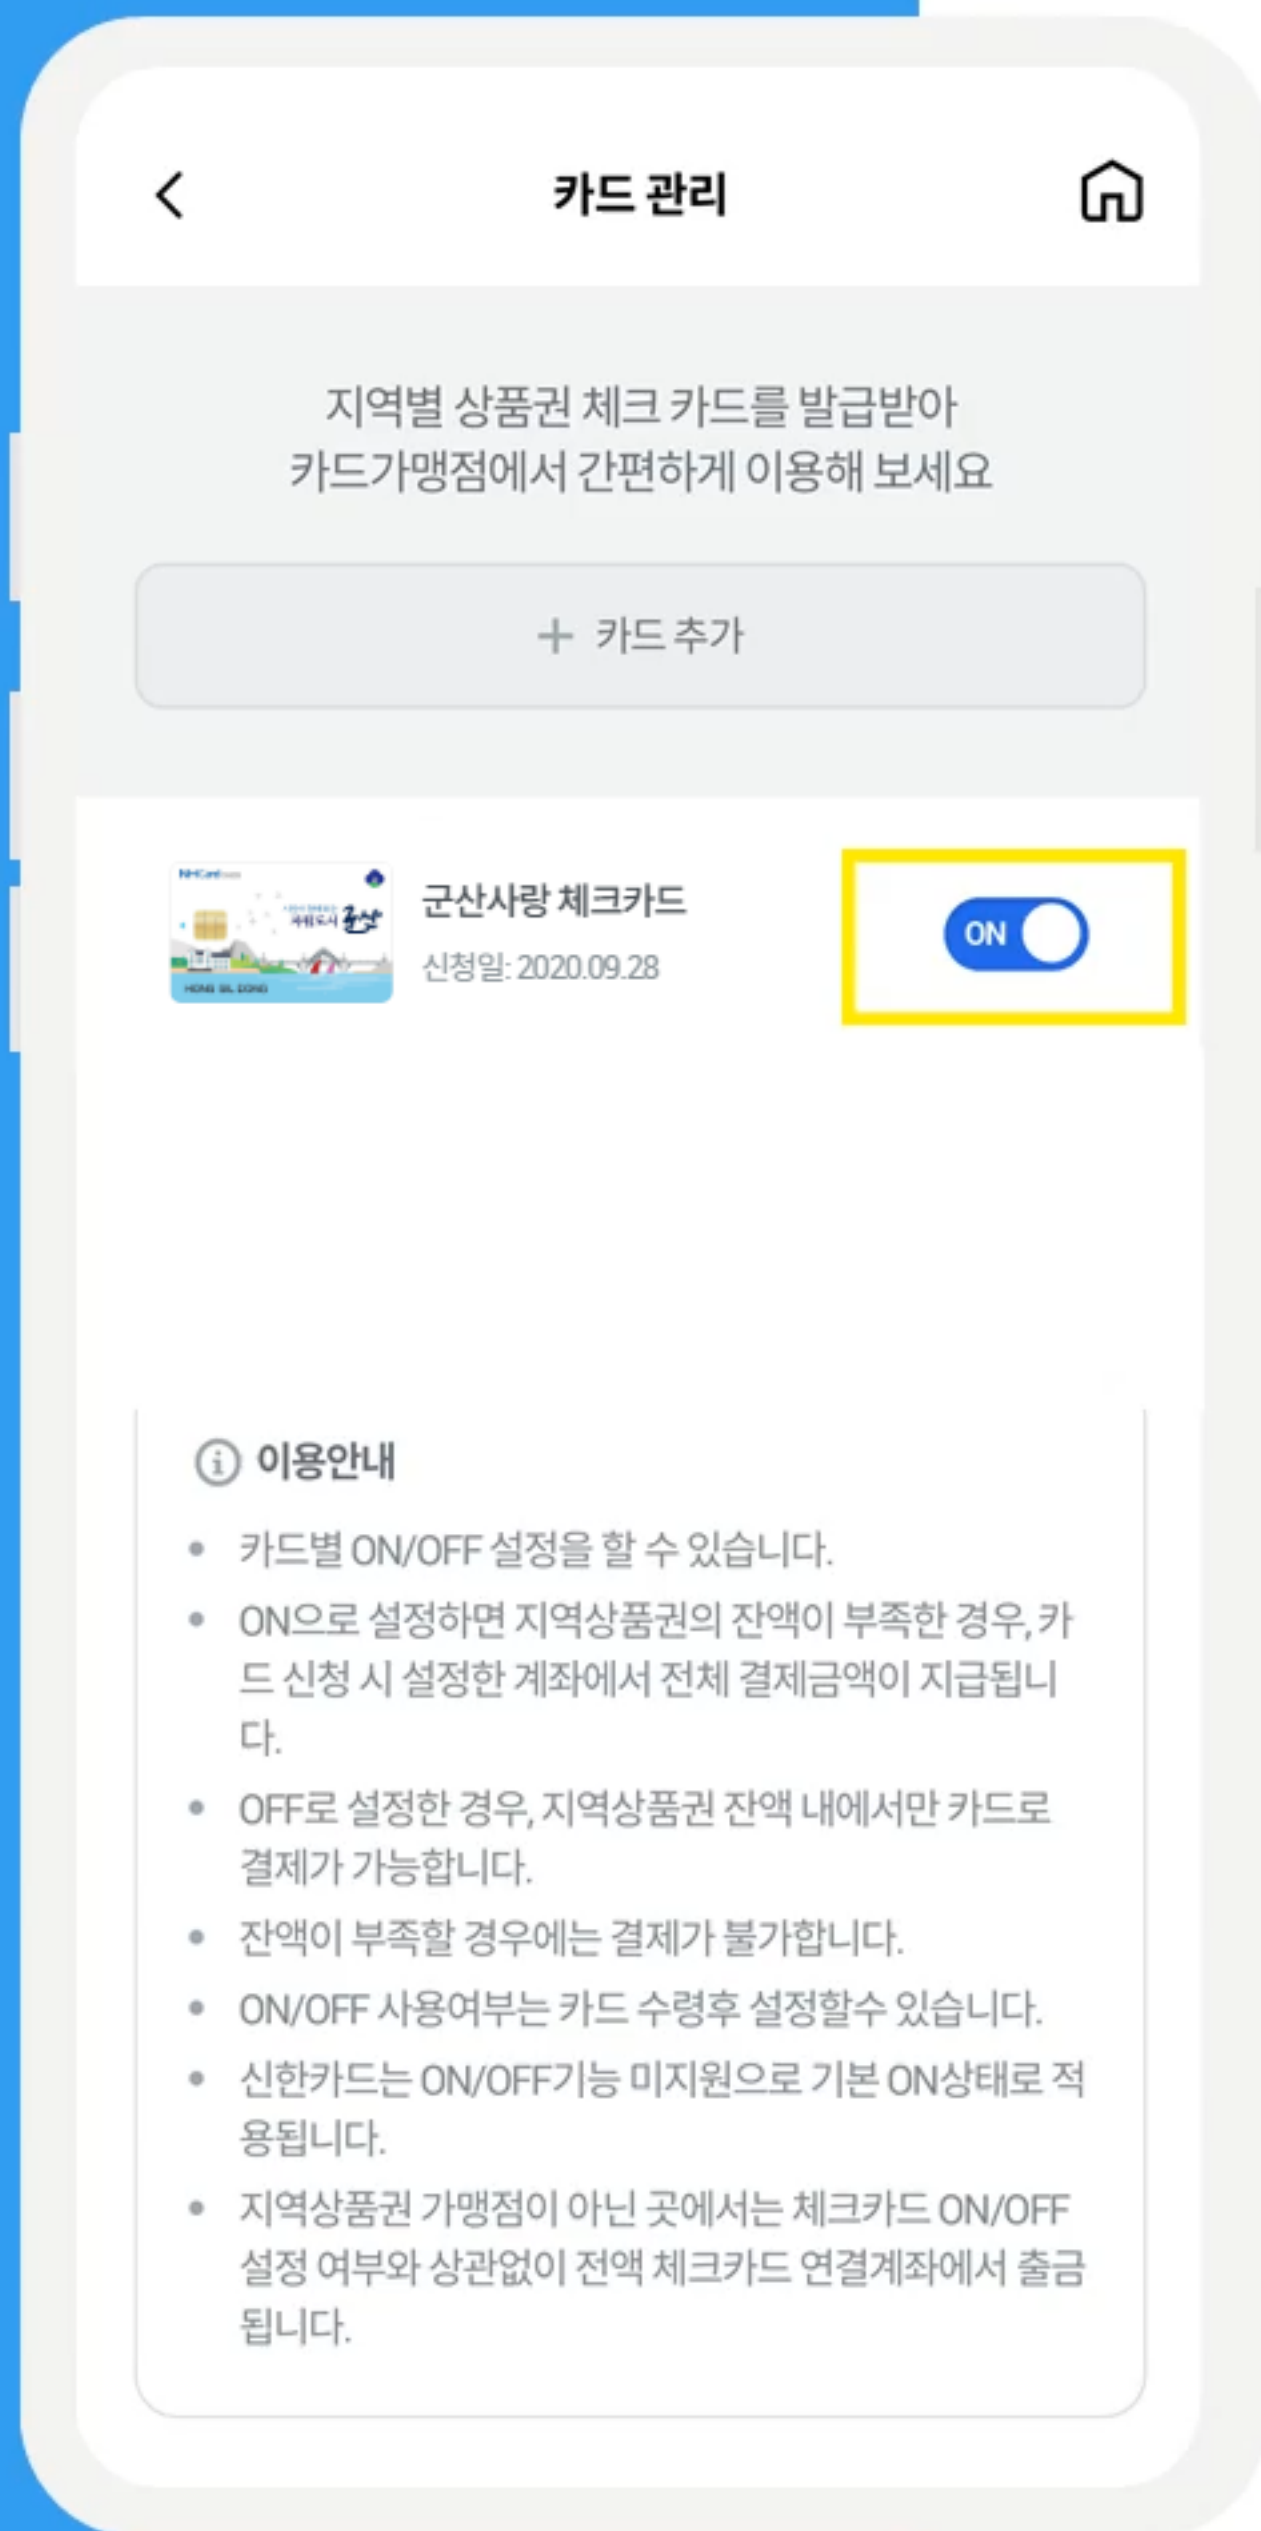 카드 관리
지역별 상품권 체크 카드를 발급받아
카드가맹점에서 간편하게 이용해 보세요
+ 카드 추가
NHCard
군산
HONG GIL DONG
군산사랑 체크카드
신청일: 2020.09.28
ON
이용안내
• 카드별 ON/OFF 설정을 할 수 있습니다.
• ON으로 설정하면 지역상품권의 잔액이 부족한 경우, 카
드 신청 시 설정한 계좌에서 전체 결제금액이 지급됩니
다.
• OFF로 설정한 경우, 지역상품권 잔액 내에서만 카드로
결제가 가능합니다.
• 잔액이 부족할 경우에는 결제가 불가합니다.
• ON/OFF 사용여부는 카드 수령후 설정할수 있습니다.
• 신한카드는 ON/OFF기능 미지원으로 기본 ON상태로 적
용됩니다.
• 지역상품권 가맹점이 아닌 곳에서는 체크카드 ON/OFF
설정 여부와 상관없이 전액 체크카드 연결계좌에서 출금
됩니다.